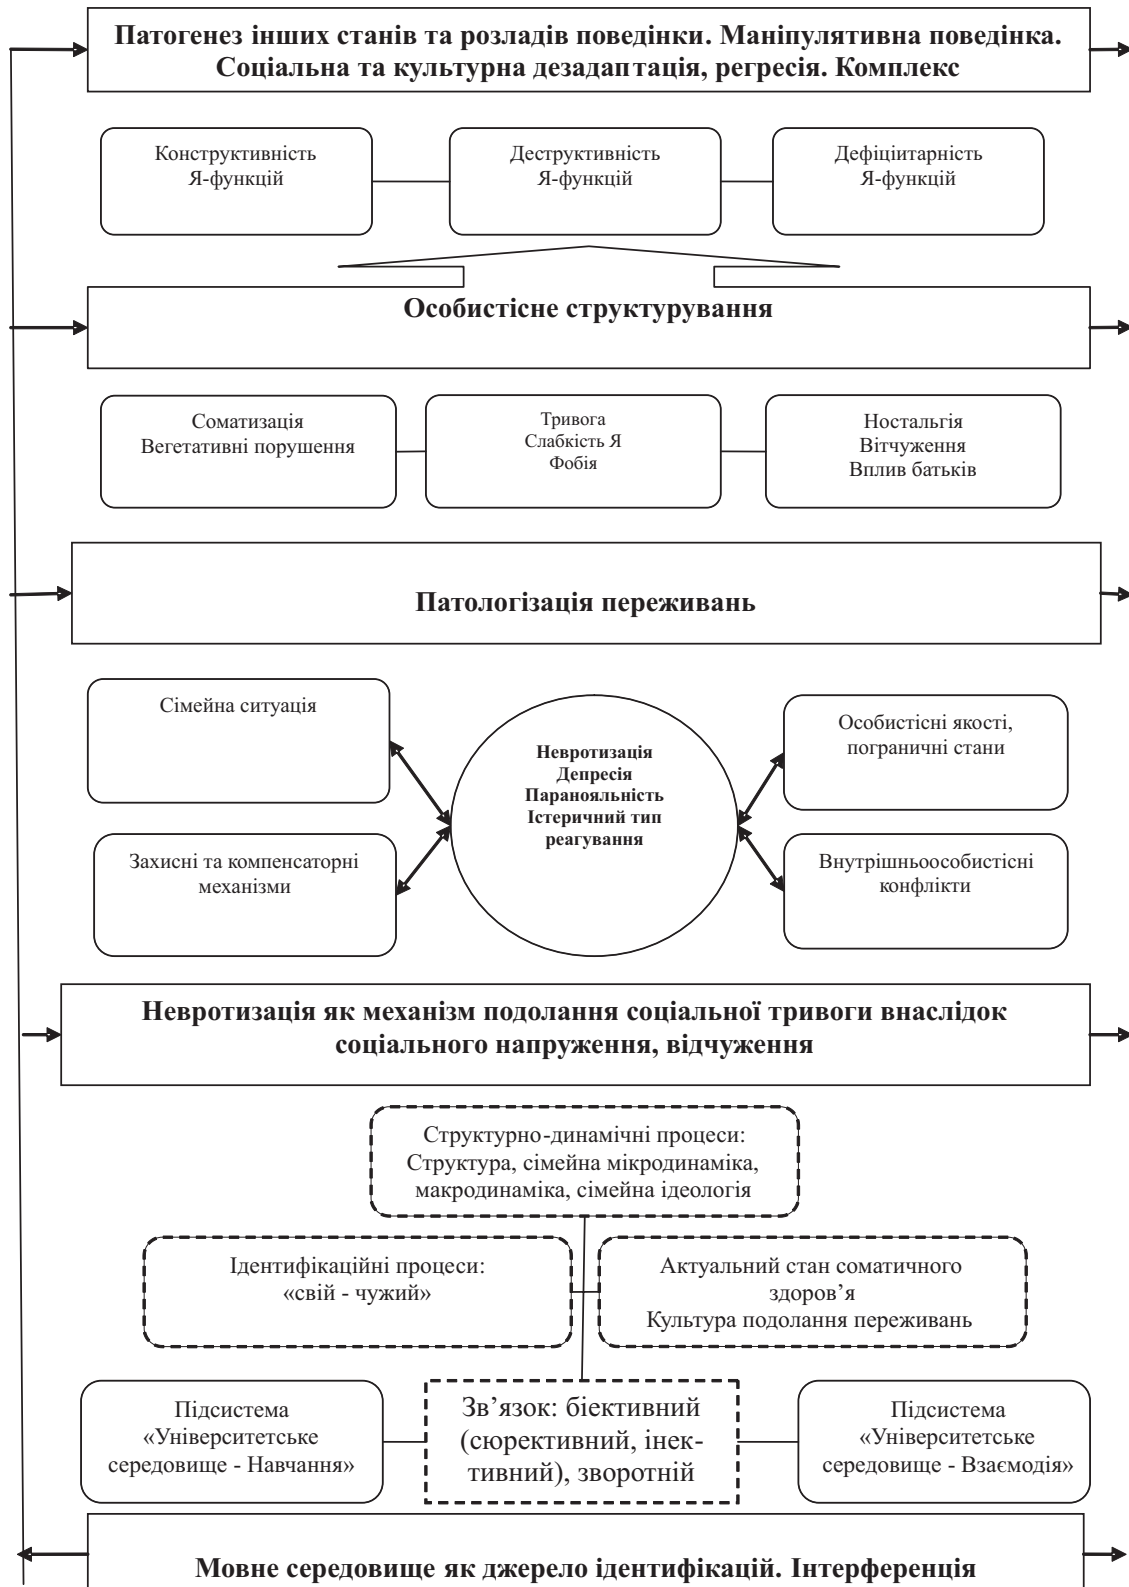 Патогенез інших станів та розладів поведінки. Маніпулятивна поведінка.
Соціальна та культурна дезадаптація, регресія. Комплекс
Конструктивність
Я-функцій
Деструктивність
Я-функцій
Дефіціитарність
Я-функцій
Особистісне структурування
Соматизація
Вегетативні порушення
Тривога
Слабкість Я
Фобія
Ностальгія
Вітчуження
Вплив батьків
Патологізація переживань
Сімейна ситуація
Невротизація
Депресія
Паранояльність
Істеричний тип
реагування
Особистісні якості,
пограничні стани
Захисні та компенсаторні
механізми
Внутрішньоособистісні
конфлікти
Невротизація як механізм подолання соціальної тривоги внаслідок
соціального напруження, відчуження
Структурно-динамічні процеси:
Структура, сімейна мікродинаміка,
макродинаміка, сімейна ідеологія
Ідентифікаційні процеси:
«свій - чужий»
Актуальний стан соматичного
здоров’я
Культура подолання переживань
Підсистема
«Університетське
середовище - Навчання»
Зв’язок: біективний
(сюрективний, інек-
тивний), зворотній
Підсистема
«Університетське
середовище - Взаємодія»
Мовне середовище як джерело ідентифікацій. Інтерференція